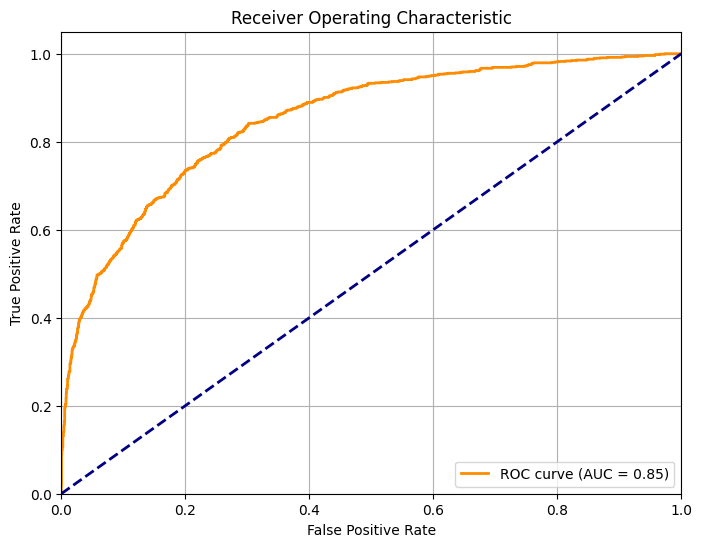 Receiver Operating Characteristic
True Positive Rate
1.0
0.8
0.6
0.4
0.2
0.0
0.0 0.2 0.4 0.6 0.8 1.0
False Positive Rate
ROC curve (AUC = 0.85)